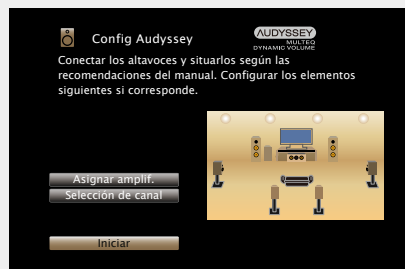 Config Audyssey
AUDYSSEY
MULTEQ
DYNAMIC VOLUME
Conectar los altavoces y situarlos según las
recomendaciones del manual. Configurar los elementos
siguientes si corresponde.
Asignar amplif.
Selección de canal
Iniciar